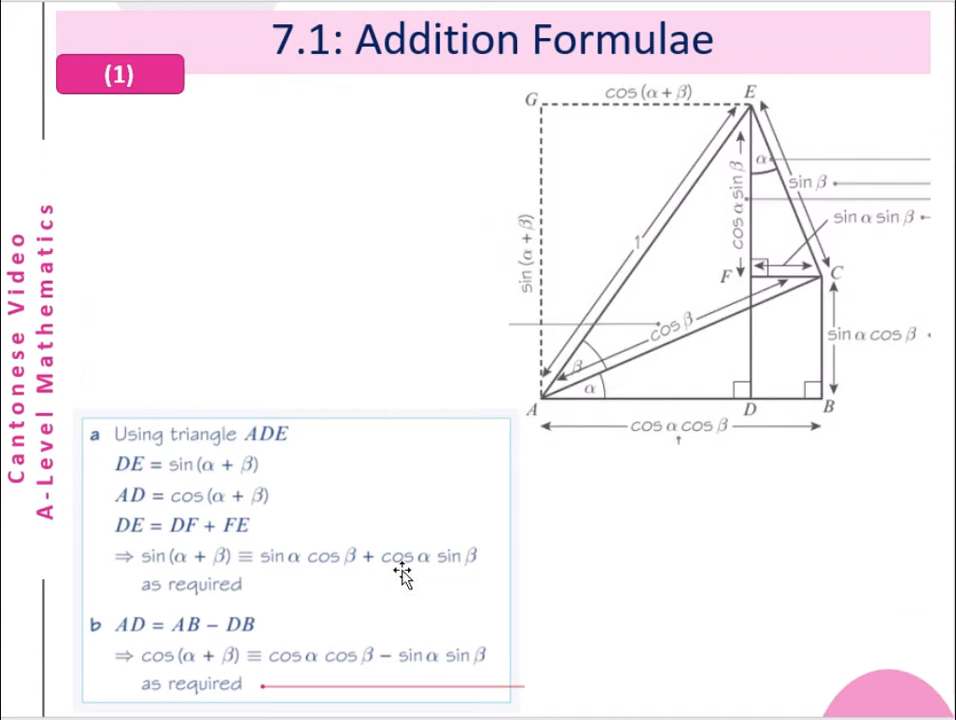 7.1: Addition Formulae
(1)
Cantonese Video
A-Level Mathematics
G
cos (α + β)
E
α
sin β
cos α sin β
sin α sin β
sin (α + β)
1
F
C
cos β
sin α cos β
β
α
A
D
B
cos α cos β
a Using triangle ADE
DE = sin (α + β)
AD = cos (α + β)
DE = DF + FE
⇒ sin (α + β) ≡ sin α cos β + cos α sin β
as required
b AD = AB − DB
⇒ cos (α + β) ≡ cos α cos β − sin α sin β
as required